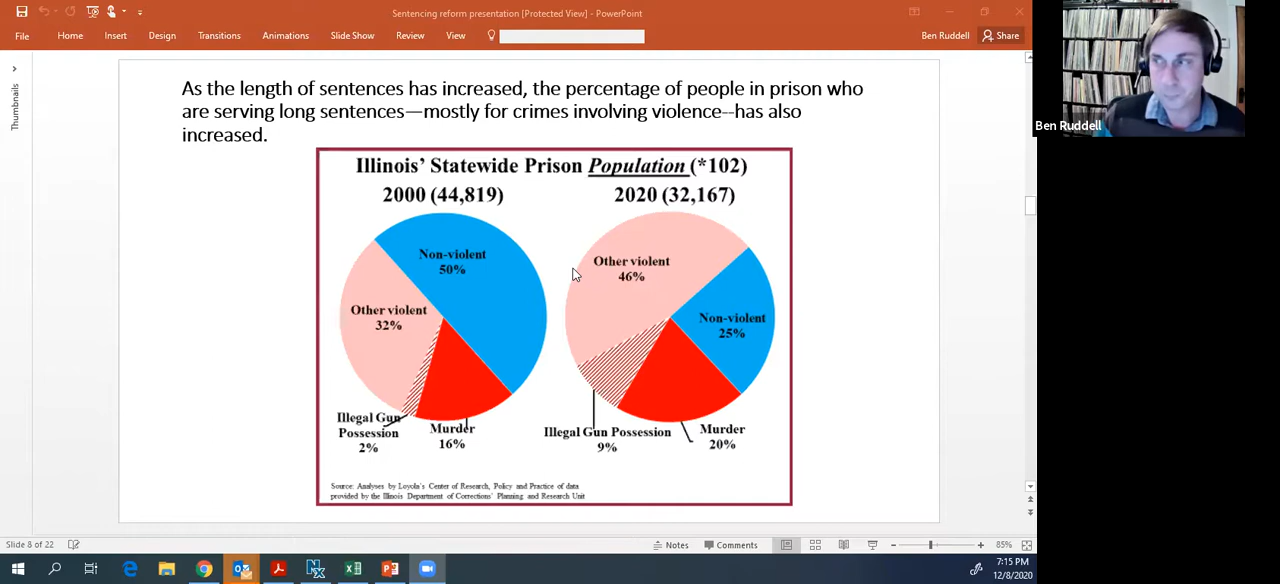 Sentencing reform presentation [Protected View] - PowerPoint
File Home Insert Design Transitions Animations Slide Show Review View Ben Ruddell Share
Thumbnails
As the length of sentences has increased, the percentage of people in prison who
are serving long sentences—mostly for crimes involving violence--has also
increased.
Illinois' Statewide Prison Population (*102)
2000 (44,819)
2020 (32,167)
Non-violent
50%
Other violent
32%
Illegal Gun
Possession
2%
Murder
16%
Other violent
46%
Non-violent
25%
Illegal Gun Possession
9%
Murder
20%
Source: Analyses by Loyola's Center of Research, Policy and Practice of data
provided by the Illinois Department of Corrections' Planning and Research Unit
Ben Ruddell
Slide 8 of 22
Notes Comments 85%
7:15 PM
12/8/2020